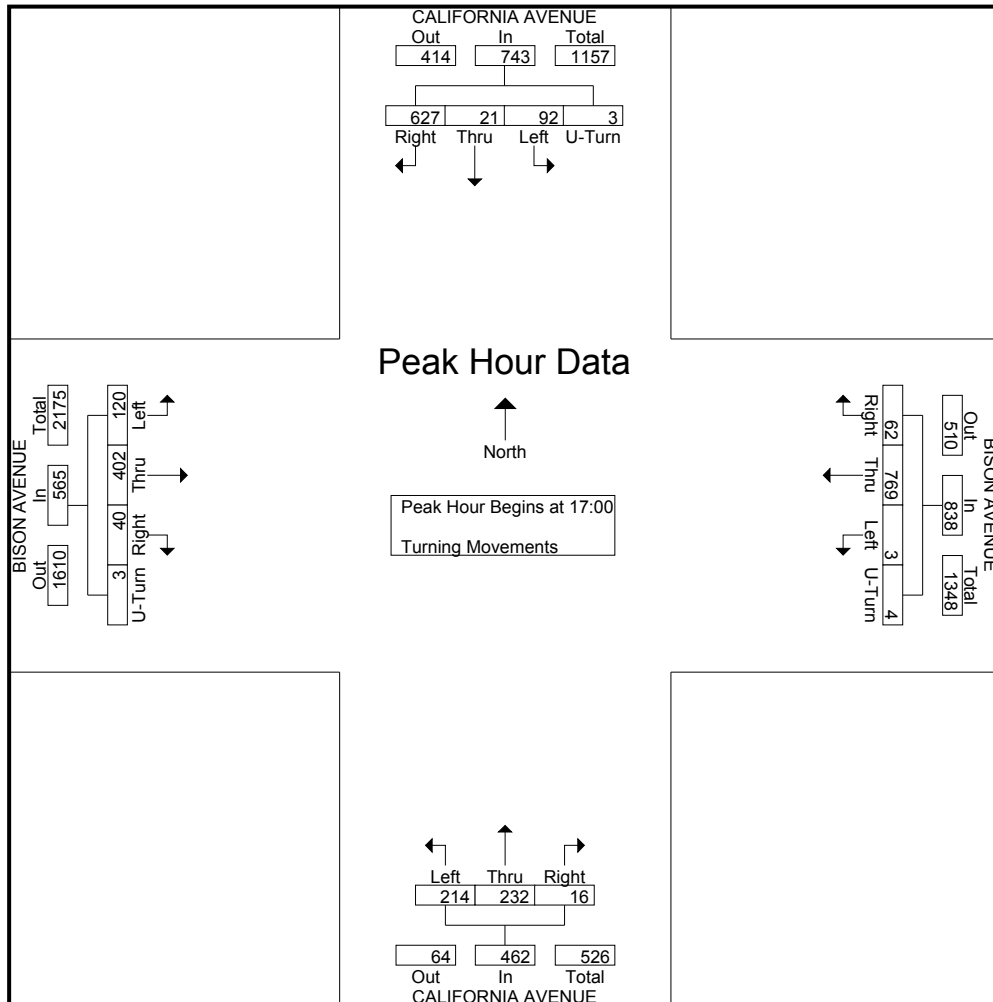 CALIFORNIA AVENUE
Out In Total
414 743 1157
627 21 92 3
Right Thru Left U-Turn
Peak Hour Data
North
Peak Hour Begins at 17:00
Turning Movements
BISON AVENUE
Total In Out
2175 565 1610
120 402 40 3
Left Thru Right U-Turn
Right Thru Left U-Turn
62 769 3 4
Out In Total
510 838 1348
BISON AVENUE
Left Thru Right
214 232 16
64 462 526
Out In Total
CALIFORNIA AVENUE